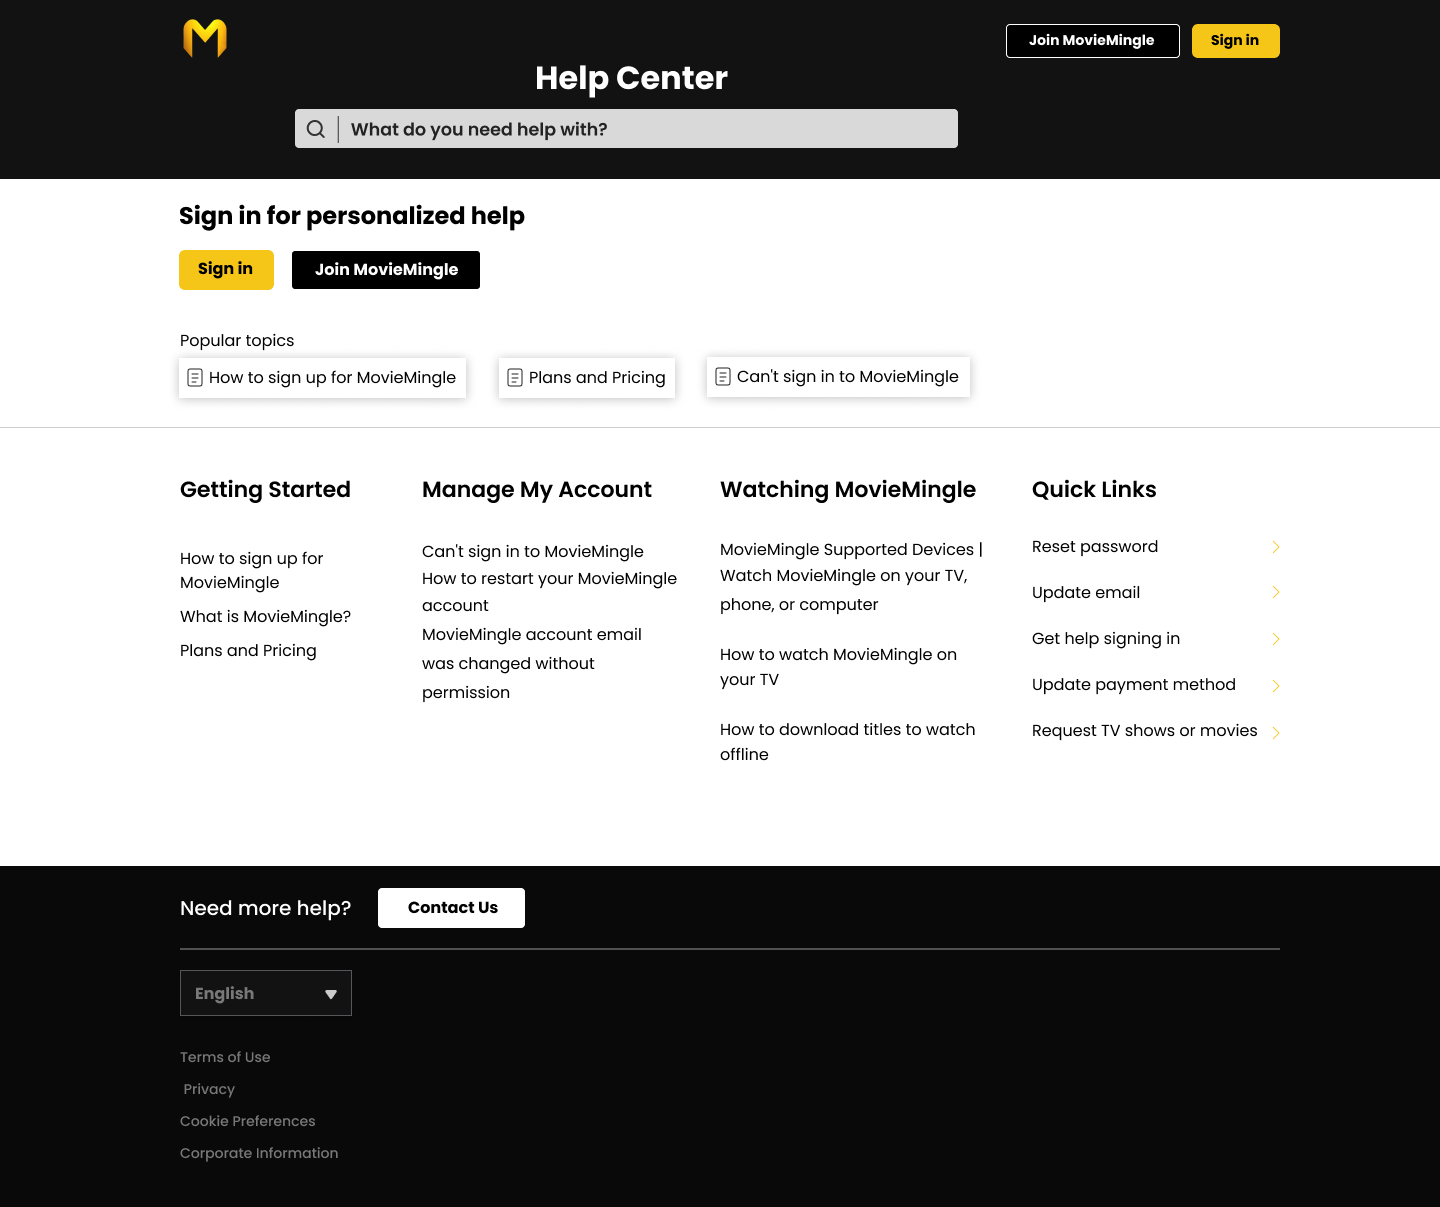 M
Join MovieMingle
Sign in
Help Center
What do you need help with?
Sign in for personalized help
Sign in
Join MovieMingle
Popular topics
How to sign up for MovieMingle
Plans and Pricing
Can't sign in to MovieMingle
Getting Started
How to sign up for
MovieMingle
What is MovieMingle?
Plans and Pricing
Manage My Account
Can't sign in to MovieMingle
How to restart your MovieMingle
account
MovieMingle account email
was changed without
permission
Watching MovieMingle
MovieMingle Supported Devices |
Watch MovieMingle on your TV,
phone, or computer
How to watch MovieMingle on
your TV
How to download titles to watch
offline
Quick Links
Reset password
Update email
Get help signing in
Update payment method
Request TV shows or movies
Need more help?
Contact Us
English
Terms of Use
Privacy
Cookie Preferences
Corporate Information